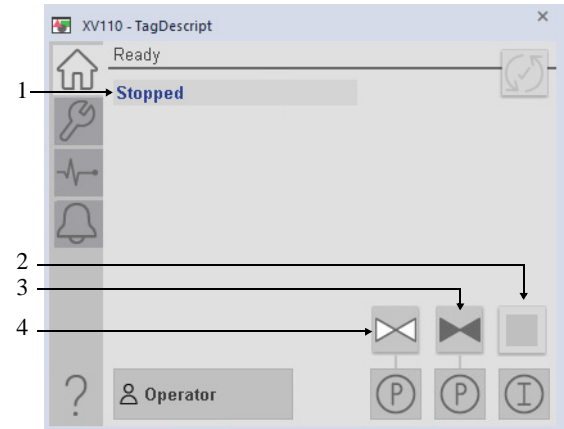 XV110 - TagDescript
Ready
1
Stopped
2
3
4
?
Operator
P
P
I